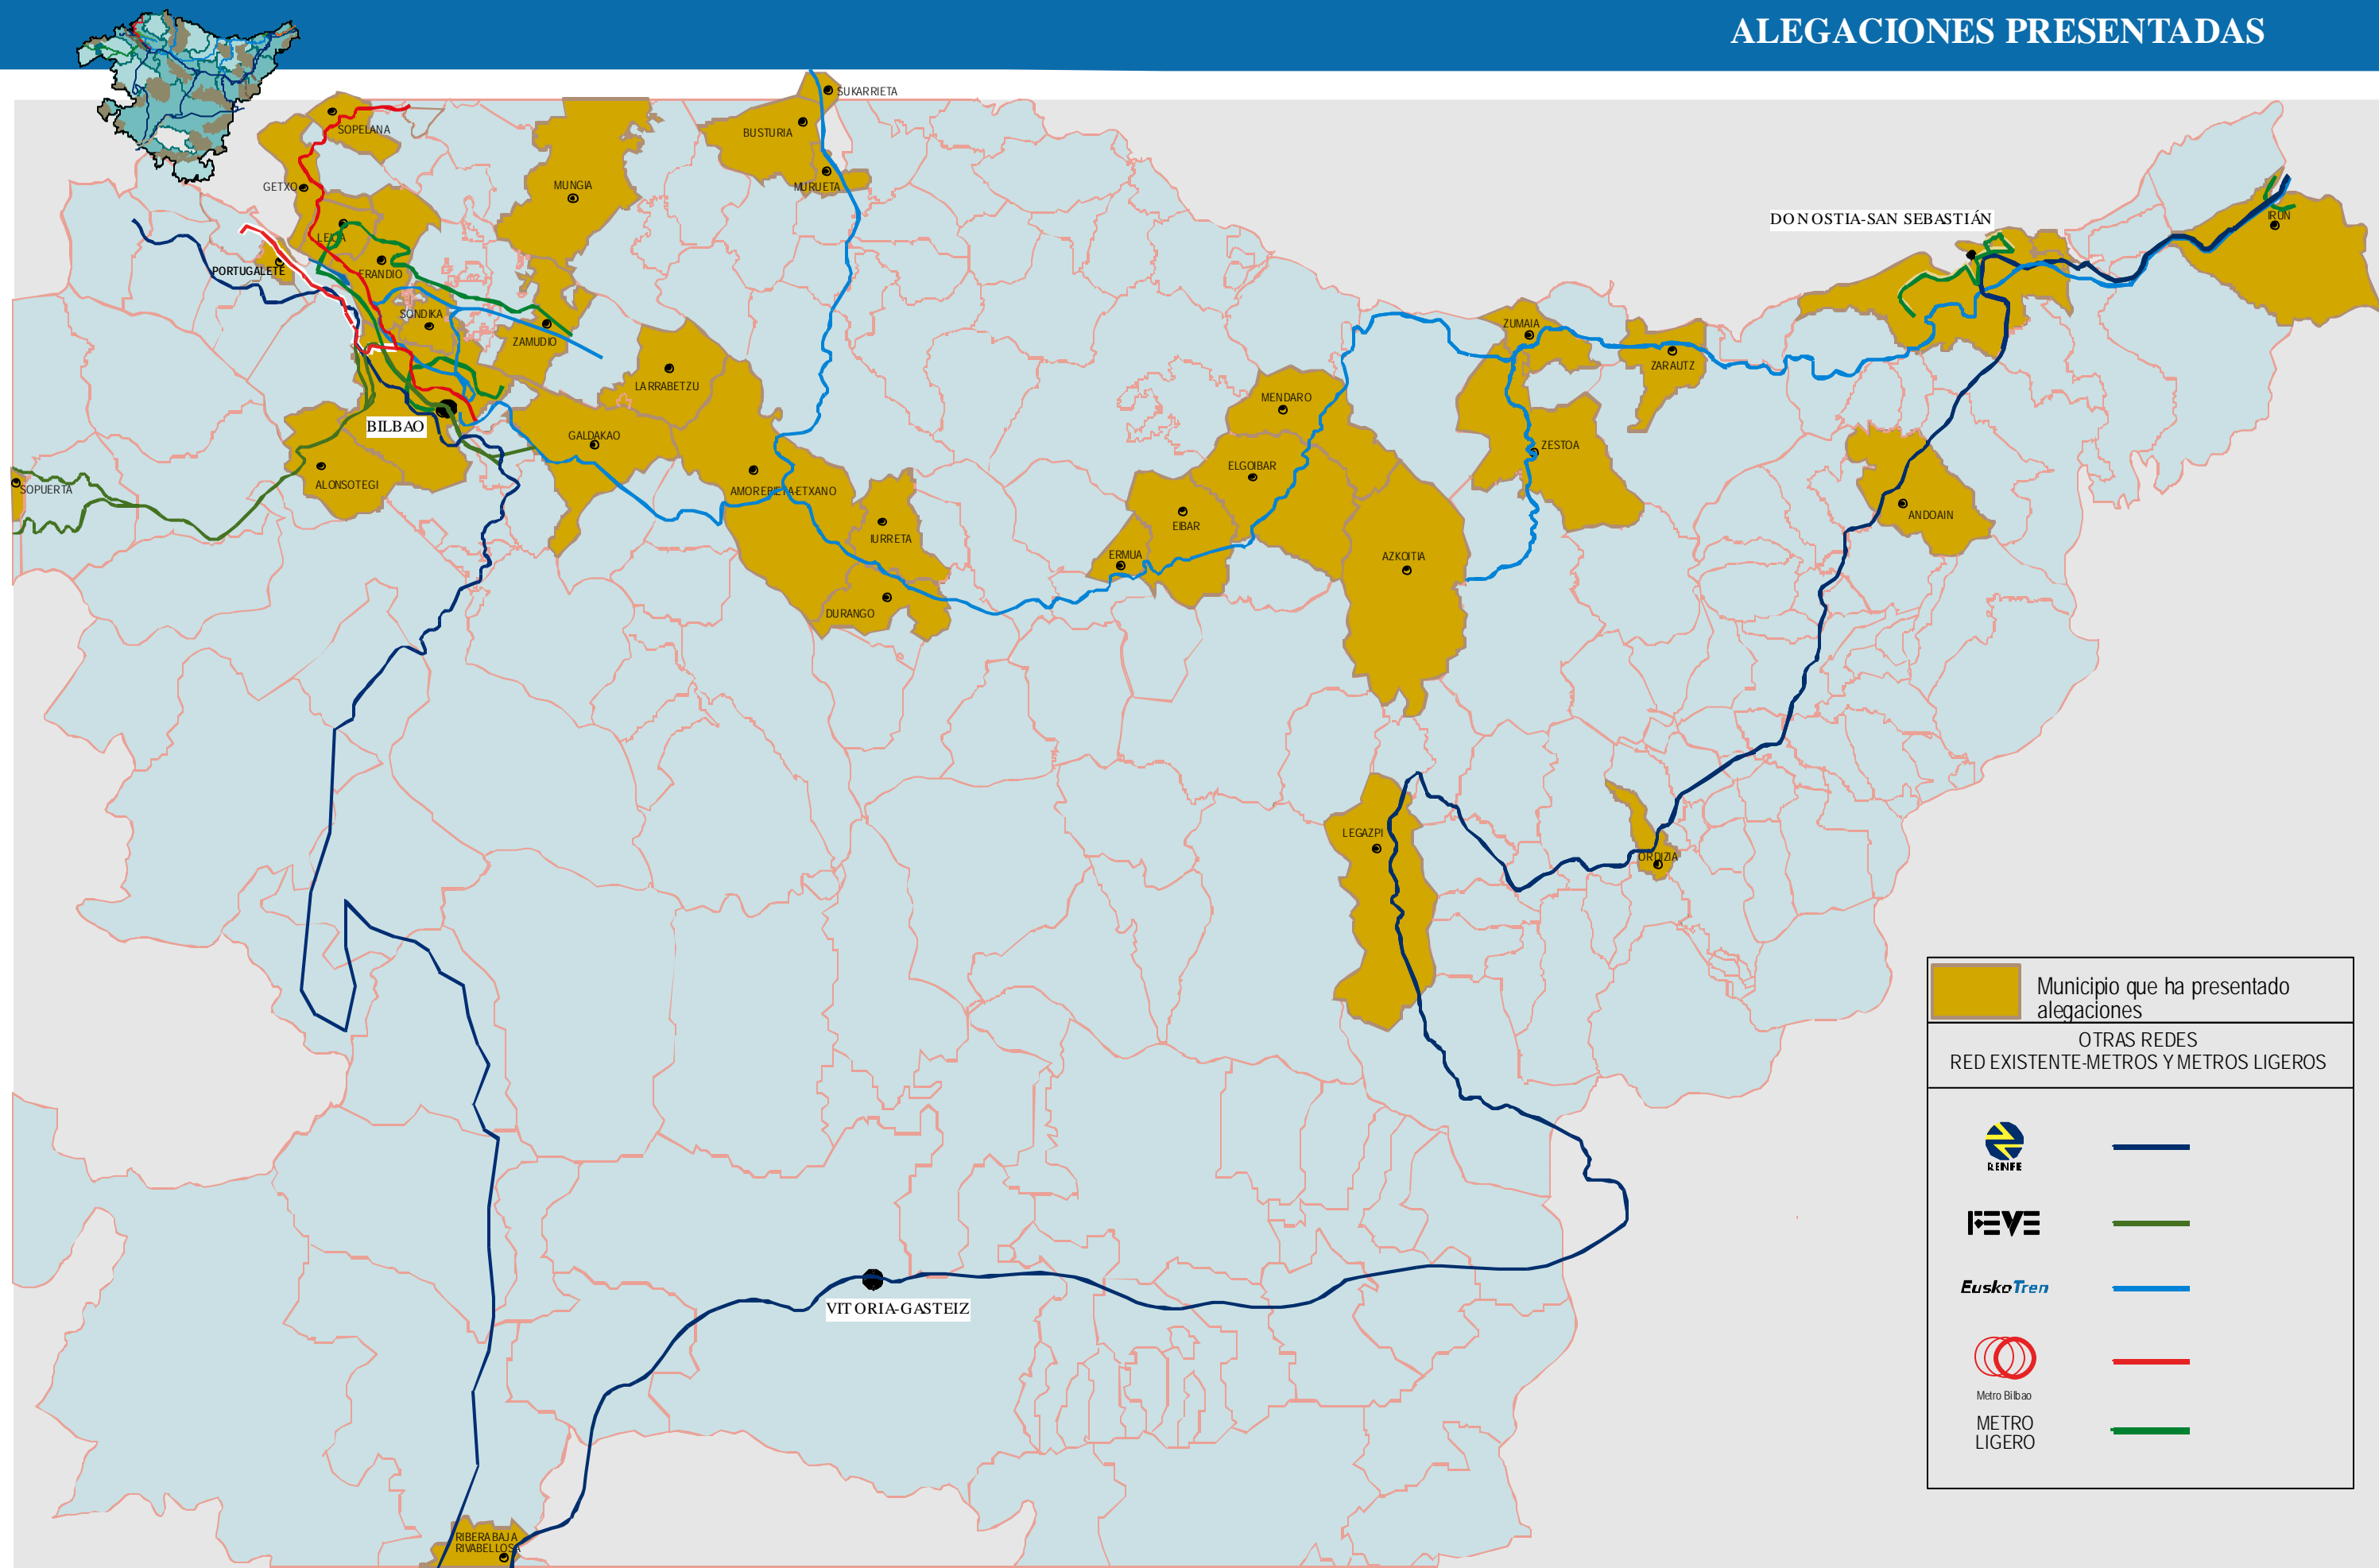 ALEGACIONES PRESENTADAS
SUKARRIETA
BUSTURIA
MURUETA
SOPELANA
GETXO
MUNGIA
LEIOA
PORTUGALETE
ERANDIO
SONDIKA
ZAMUDIO
DONOSTIA-SAN SEBASTIÁN
IRUN
ZUMAIA
ZARAUTZ
LARRABETZU
MENDARO
BILBAO
GALDAKAO
ZESTOA
ELGOIBAR
ALONSOTEGI
SOPUERTA
AMOREBIETA-ETXANO
ANDOAIN
EIBAR
IURRETA
ERMUA
AZKOITIA
DURANGO
LEGAZPI
ORDIZIA
VITORIA-GASTEIZ
RIBERABAJA
RIVABELLOSA
Municipio que ha presentado
alegaciones
OTRAS REDES
RED EXISTENTE-METROS Y METROS LIGEROS
RENFE
FEVE
EuskoTren
Metro Bilbao
METRO
LIGERO